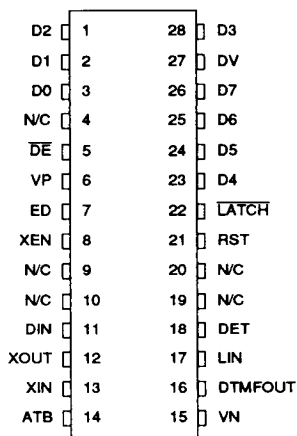 D2 1 28 D3
D1 2 27 DV
D0 3 26 D7
N/C 4 25 D6
D̅E̅ 5 24 D5
VP 6 23 D4
ED 7 22 L̅A̅T̅C̅H̅
XEN 8 21 RST
N/C 9 20 N/C
N/C 10 19 N/C
DIN 11 18 DET
XOUT 12 17 LIN
XIN 13 16 DTMFOUT
ATB 14 15 VN